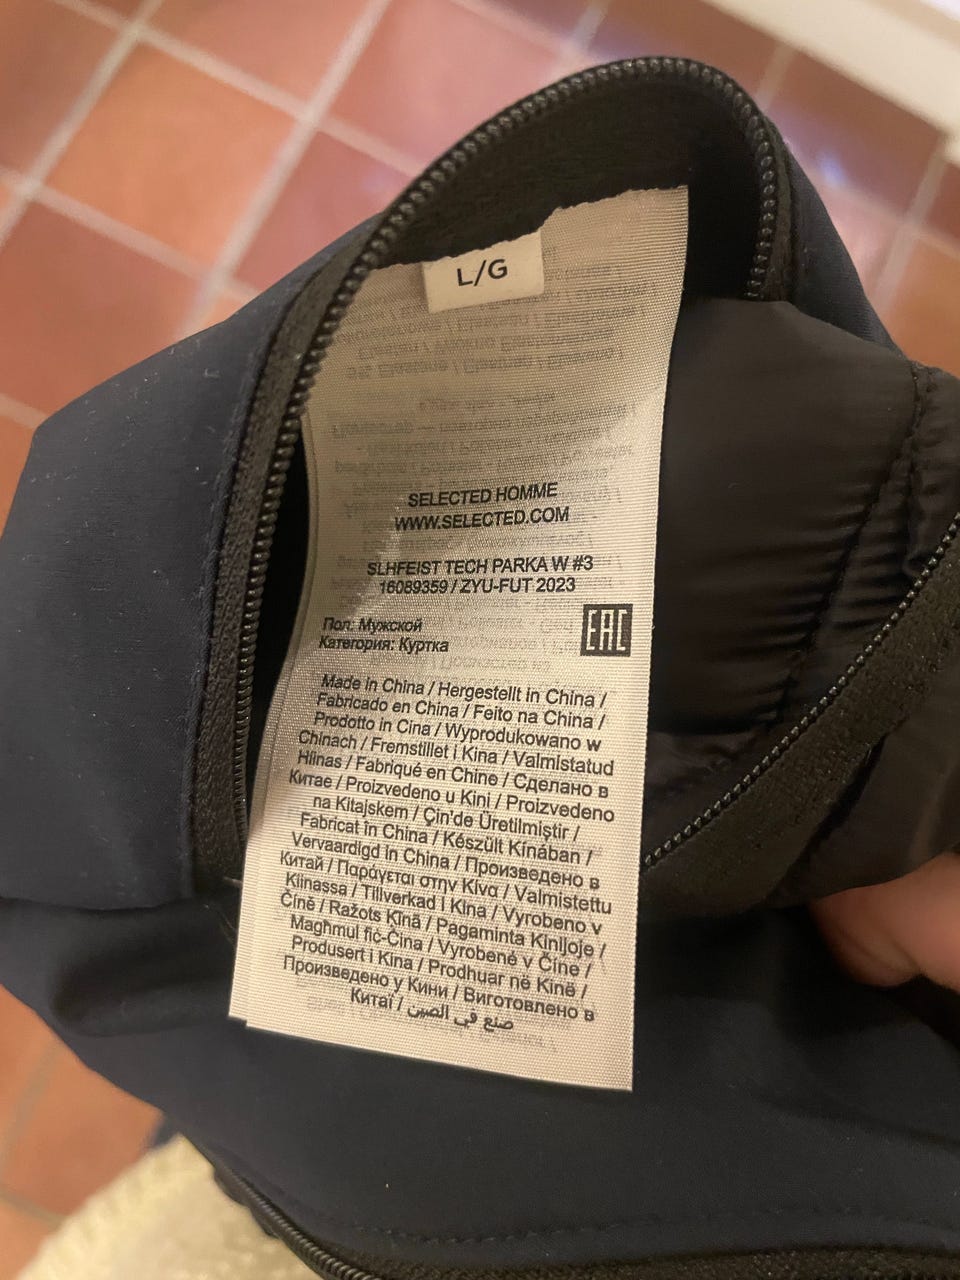 L/G
SELECTED HOMME
WWW.SELECTED.COM
SLHFEIST TECH PARKA W #3
16089359 / ZYU-FUT 2023
Пол: Мужской
Категория: Куртка
EAC
Made in China / Hergestellt in China /
Fabricado en China / Feito na China /
Prodotto in Cina / Wyprodukowano w
Chinach / Fremstillet i Kina / Valmistatud
Hiinas / Fabriqué en Chine / Сделано в
Китае / Proizvedeno u Kini / Proizvedeno
na Kitajskem / Çin'de Üretilmiştir /
Fabricat în China / Készült Kínában /
Vervaardigd in China / Произведено в
Китай / Παράγεται στην Κίνα / Valmistettu
Kiinassa / Tillverkad i Kina / Vyrobeno v
Číně / Ražots Ķīnā / Pagaminta Kinijoje /
Magħmul fiċ-Ċina / Vyrobené v Číne /
Produsert i Kina / Prodhuar në Kinë /
Произведено у Кини / Виготовлено в
Китаї / صنع في الصين